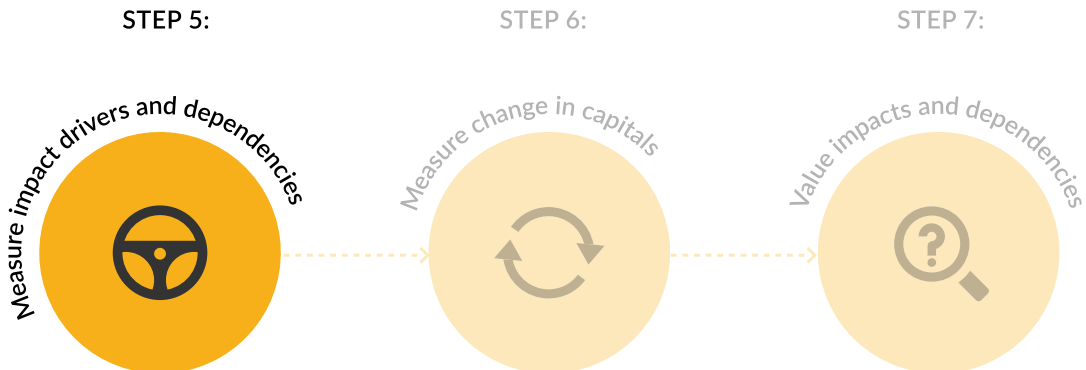 STEP 5:
STEP 6:
STEP 7:
Measure impact drivers and dependencies
Measure change in capitals
Value impacts and dependencies
?